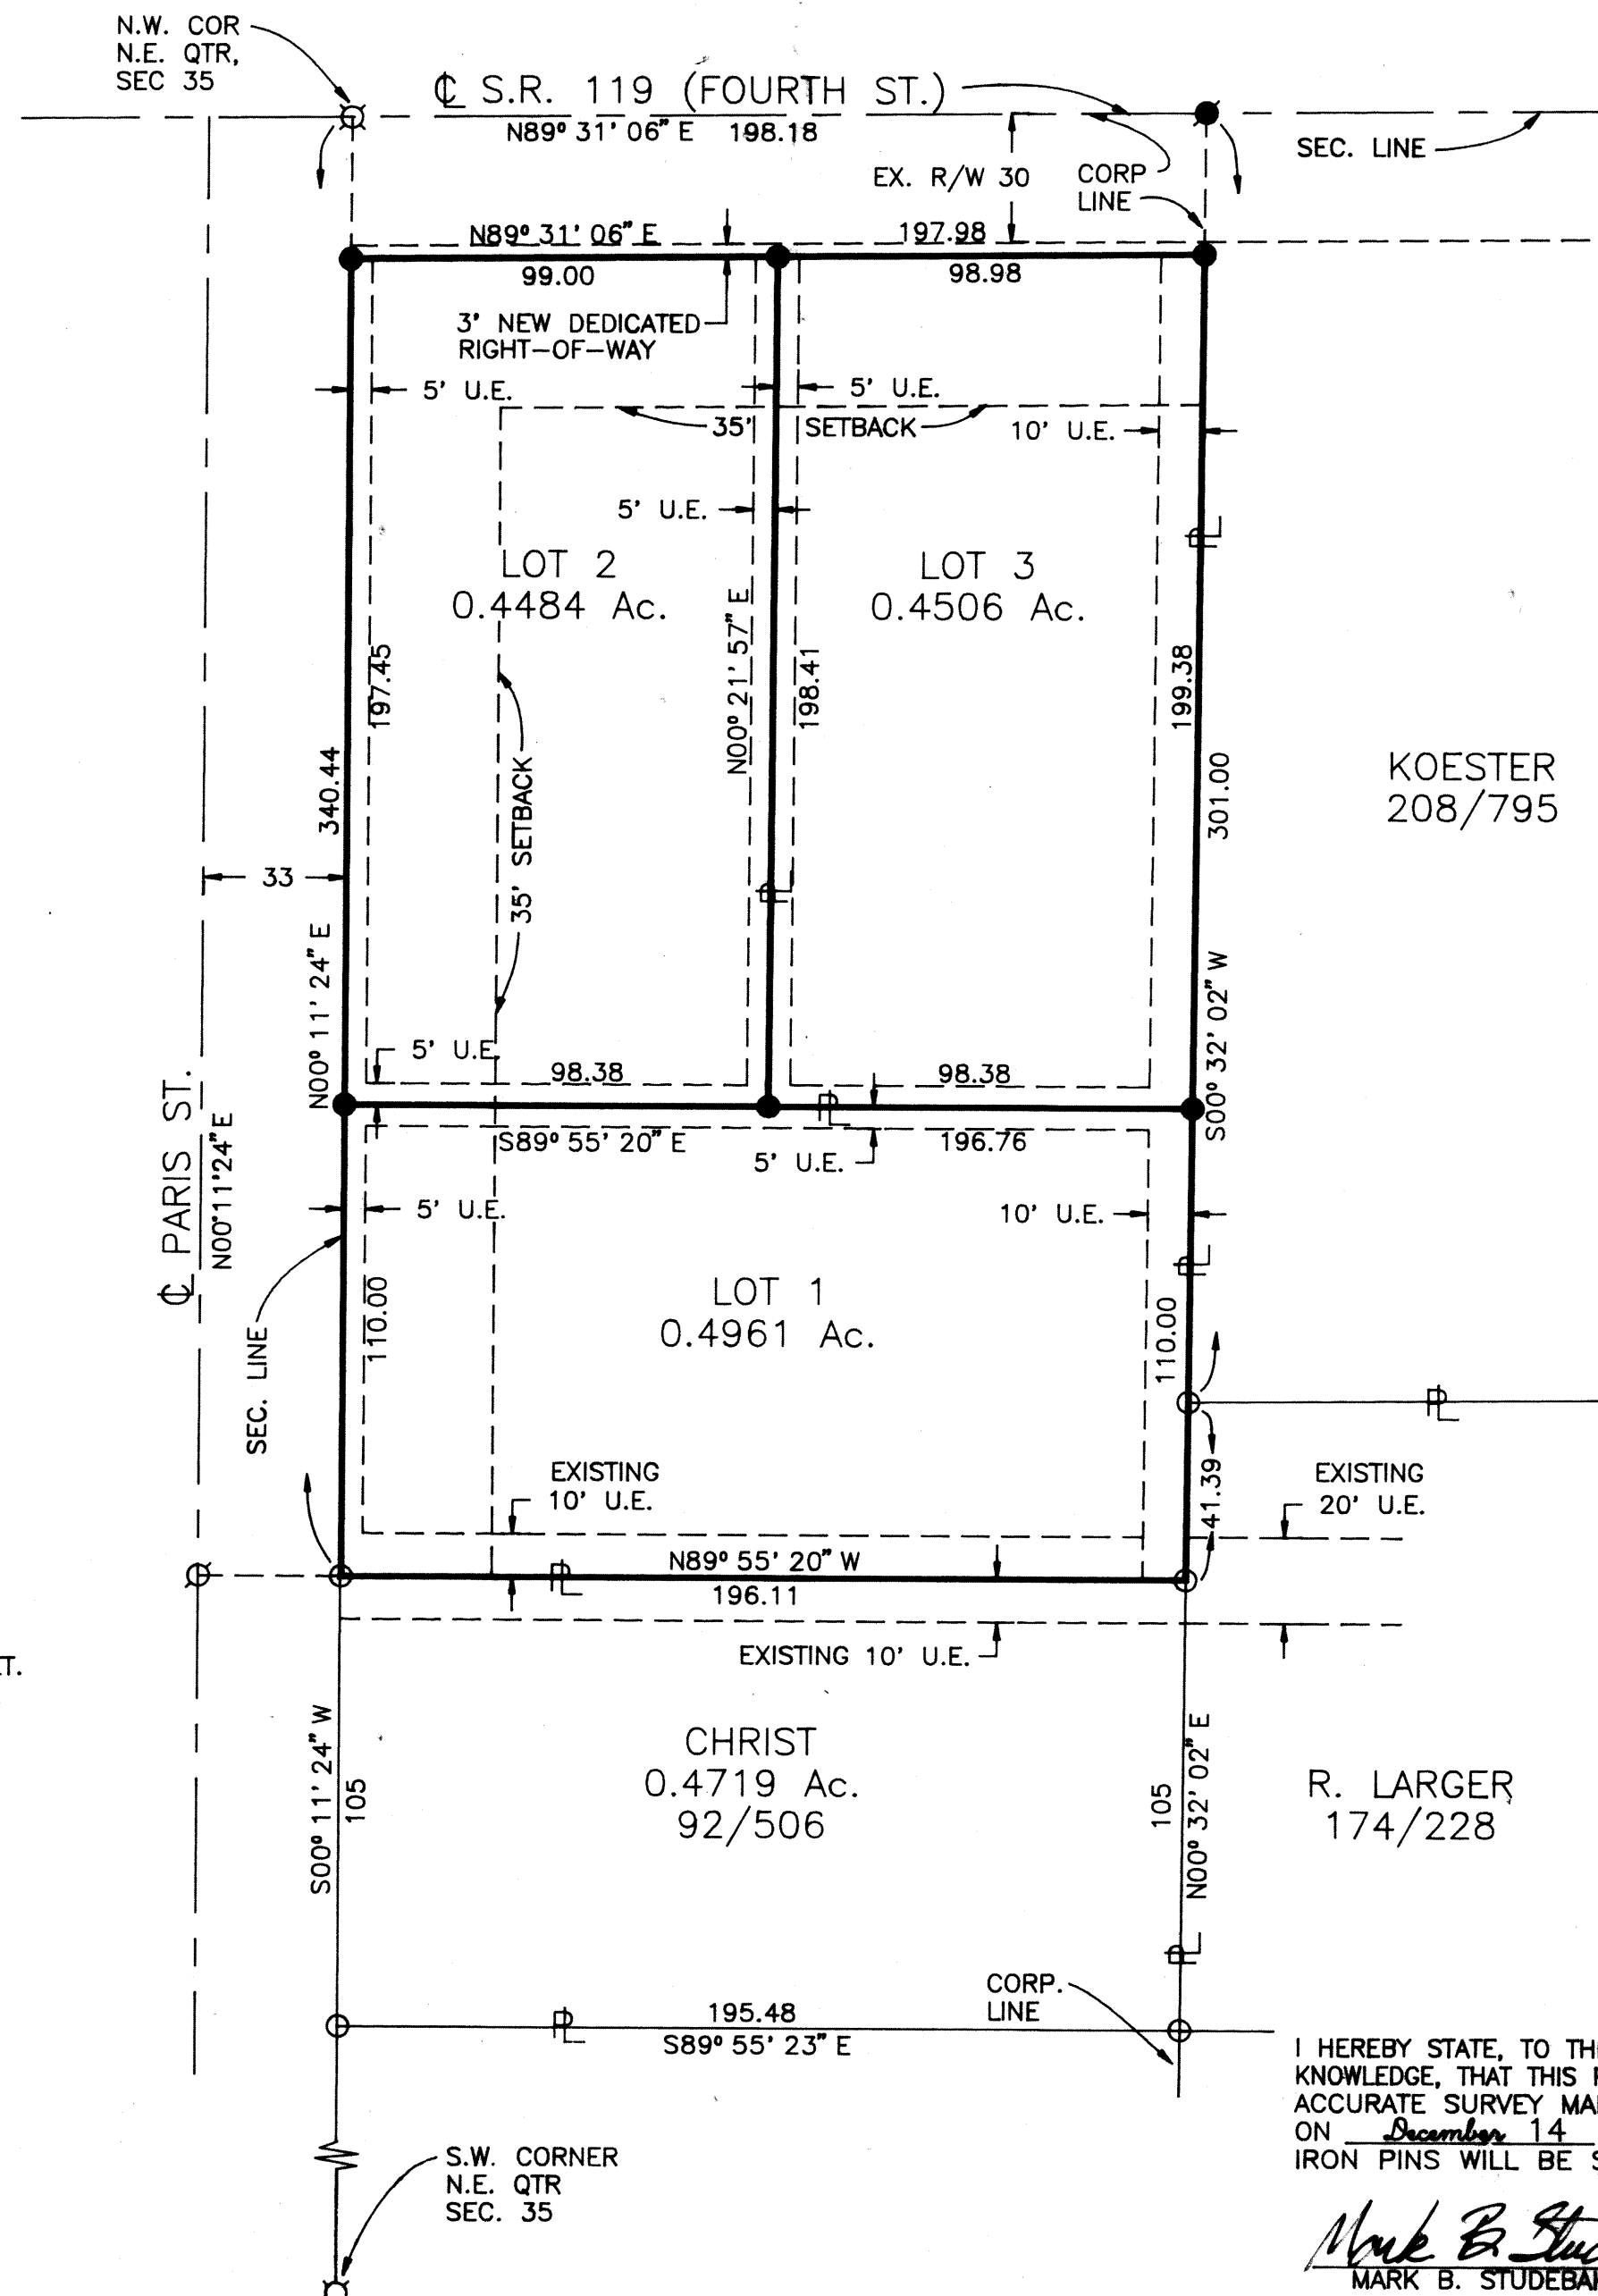 N.W. COR
N.E. QTR,
SEC 35
℄ S.R. 119 (FOURTH ST.)
N89° 31' 06" E 198.18
SEC. LINE
EX. R/W 30
CORP
LINE
N89° 31' 06" E 197.98
99.00 98.98
3' NEW DEDICATED
RIGHT-OF-WAY
5' U.E. 5' U.E.
35' SETBACK
10' U.E.
5' U.E.
LOT 2
0.4484 Ac.
LOT 3
0.4506 Ac.
197.45
N00° 21' 57" E
198.41
199.38
340.44
35' SETBACK
301.00
KOESTER
208/795
33
N00° 11' 24" E
S00° 32' 02" W
5' U.E.
98.38 98.38
S89° 55' 20" E 196.76
5' U.E.
℄ PARIS ST.
N00°11'24"E
5' U.E.
10' U.E.
SEC. LINE
110.00
LOT 1
0.4961 Ac.
110.00
41.39
EXISTING
10' U.E.
EXISTING
20' U.E.
N89° 55' 20" W
196.11
EXISTING 10' U.E.
T.
S00° 11' 24" W
105
CHRIST
0.4719 Ac.
92/506
105
N00° 32' 02" E
R. LARGER
174/228
CORP.
LINE
195.48
S89° 55' 23" E
S.W. CORNER
N.E. QTR
SEC. 35
I HEREBY STATE, TO TH
KNOWLEDGE, THAT THIS
ACCURATE SURVEY MA
ON December 14
IRON PINS WILL BE S
Mark B. Stu
MARK B. STUDEBA